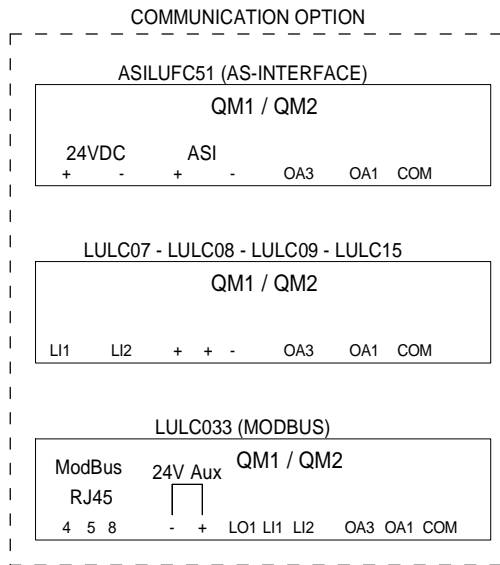 COMMUNICATION OPTION
ASILUFC51 (AS-INTERFACE)
QM1 / QM2
24VDC ASI
+ - + - OA3 OA1 COM
LULC07 - LULC08 - LULC09 - LULC15
QM1 / QM2
LI1 LI2 + + - OA3 OA1 COM
LULC033 (MODBUS)
ModBus 24V Aux QM1 / QM2
RJ45
4 5 8 - + LO1 LI1 LI2 OA3 OA1 COM